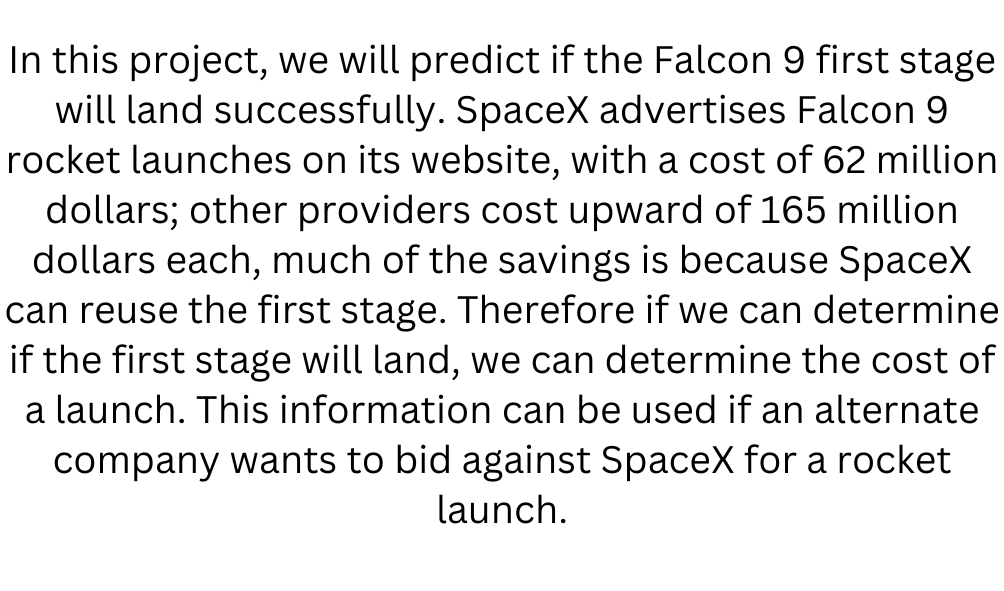 In this project, we will predict if the Falcon 9 first stage
will land successfully. SpaceX advertises Falcon 9
rocket launches on its website, with a cost of 62 million
dollars; other providers cost upward of 165 million
dollars each, much of the savings is because SpaceX
can reuse the first stage. Therefore if we can determine
if the first stage will land, we can determine the cost of
a launch. This information can be used if an alternate
company wants to bid against SpaceX for a rocket
launch.